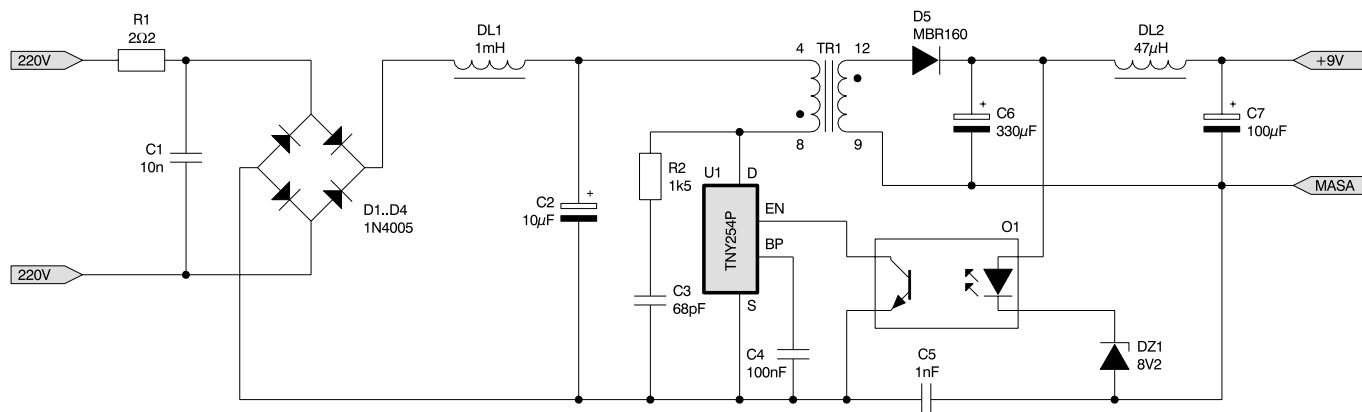 R1
2Ω2
220V
C1
10n
220V
D1..D4
1N4005
DL1
1mH
C2
10µF
+
R2
1k5
C3
68pF
U1
D
TNY254P
EN
BP
S
C4
100nF
4
TR1
12
8
9
D5
MBR160
+
C6
330µF
DL2
47µH
+
C7
100µF
+9V
MASA
O1
C5
1nF
DZ1
8V2